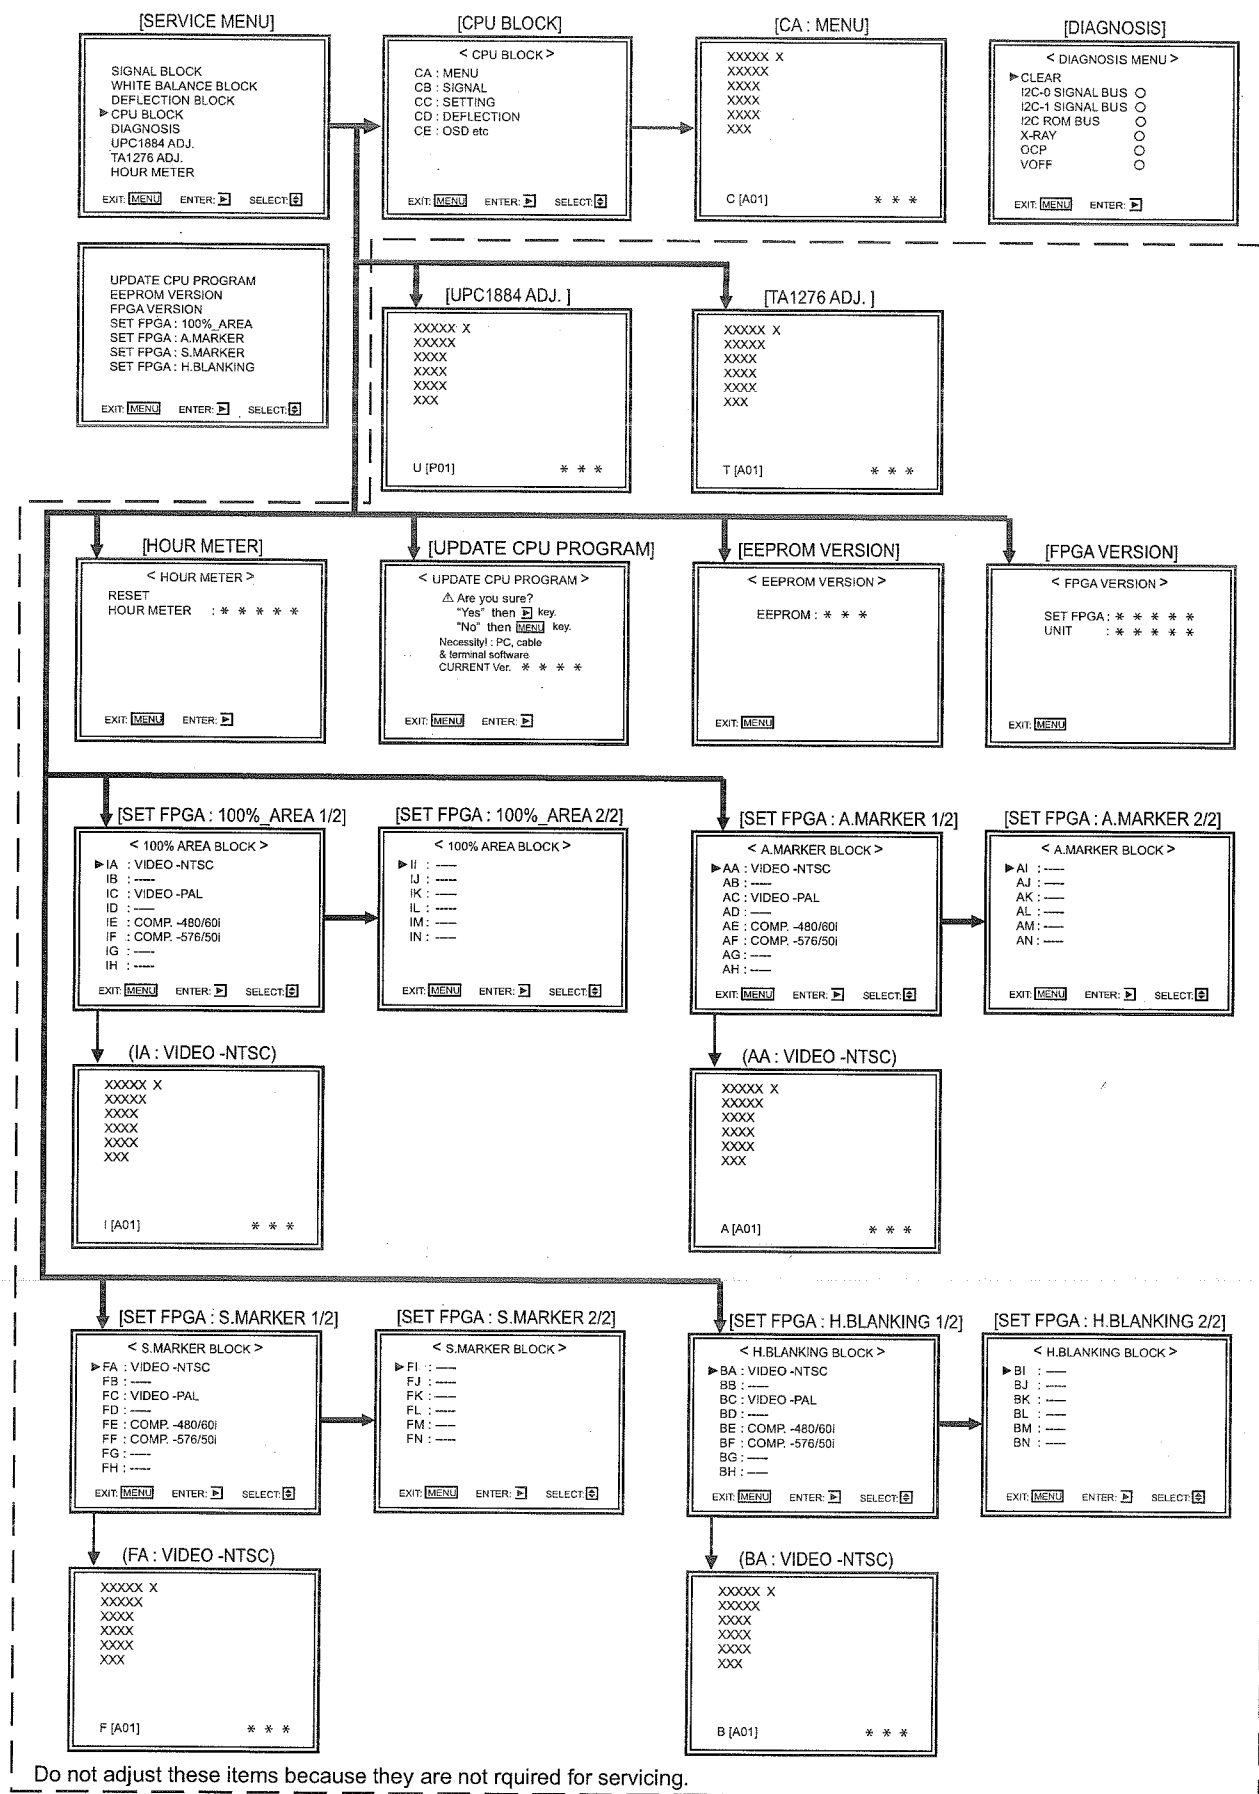 [SERVICE MENU]
SIGNAL BLOCK
WHITE BALANCE BLOCK
DEFLECTION BLOCK
▶ CPU BLOCK
DIAGNOSIS
UPC1884 ADJ.
TA1276 ADJ.
HOUR METER
EXIT: MENU ENTER: ▶ SELECT:
[CPU BLOCK]
< CPU BLOCK >
CA : MENU
CB : SIGNAL
CC : SETTING
CD : DEFLECTION
CE : OSD etc
EXIT: MENU ENTER: ▶ SELECT:
[CA : MENU]
XXXXX X
XXXXX
XXXX
XXXX
XXXX
XXX
C [A01] * * *
[DIAGNOSIS]
< DIAGNOSIS MENU >
▶ CLEAR
I2C-0 SIGNAL BUS ○
I2C-1 SIGNAL BUS ○
I2C ROM BUS ○
X-RAY ○
OCP ○
VOFF ○
EXIT: MENU ENTER: ▶
UPDATE CPU PROGRAM
EEPROM VERSION
FPGA VERSION
SET FPGA : 100%_AREA
SET FPGA : A.MARKER
SET FPGA : S.MARKER
SET FPGA : H.BLANKING
EXIT: MENU ENTER: ▶ SELECT:
[UPC1884 ADJ. ]
XXXXX X
XXXXX
XXXX
XXXX
XXXX
XXX
U [P01] * * *
[TA1276 ADJ. ]
XXXXX X
XXXXX
XXXX
XXXX
XXXX
XXX
T [A01] * * *
[HOUR METER]
< HOUR METER >
RESET
HOUR METER : * * * * *
EXIT: MENU ENTER: ▶
[UPDATE CPU PROGRAM]
< UPDATE CPU PROGRAM >
⚠ Are you sure?
"Yes" then ▶ key.
"No" then MENU key.
Necessity! : PC, cable
& terminal software
CURRENT Ver. * * * *
EXIT: MENU ENTER: ▶
[EEPROM VERSION]
< EEPROM VERSION >
EEPROM : * * *
EXIT: MENU
[FPGA VERSION]
< FPGA VERSION >
SET FPGA : * * * * *
UNIT : * * * * *
EXIT: MENU
[SET FPGA : 100%_AREA 1/2]
< 100% AREA BLOCK >
▶ IA : VIDEO -NTSC
IB : -----
IC : VIDEO -PAL
ID : ----
IE : COMP. -480/60i
IF : COMP. -576/50i
IG : ----
IH : -----
EXIT: MENU ENTER: ▶ SELECT:
[SET FPGA : 100%_AREA 2/2]
< 100% AREA BLOCK >
▶ II : ----
IJ : ----
IK : ----
IL : -----
IM : ----
IN : ----
EXIT: MENU ENTER: ▶ SELECT:
[SET FPGA : A.MARKER 1/2]
< A.MARKER BLOCK >
▶ AA : VIDEO -NTSC
AB : -----
AC : VIDEO -PAL
AD : ----
AE : COMP. -480/60i
AF : COMP. -576/50i
AG : ----
AH : ----
EXIT: MENU ENTER: ▶ SELECT:
[SET FPGA : A.MARKER 2/2]
< A.MARKER BLOCK >
▶ AI : ----
AJ : ----
AK : ----
AL : ----
AM : ----
AN : ----
EXIT: MENU ENTER: ▶ SELECT:
(IA : VIDEO -NTSC)
XXXXX X
XXXXX
XXXX
XXXX
XXXX
XXX
I [A01] * * *
(AA : VIDEO -NTSC)
XXXXX X
XXXXX
XXXX
XXXX
XXXX
XXX
A [A01] * * *
[SET FPGA : S.MARKER 1/2]
< S.MARKER BLOCK >
▶ FA : VIDEO -NTSC
FB : -----
FC : VIDEO -PAL
FD : ----
FE : COMP. -480/60i
FF : COMP. -576/50i
FG : ----
FH : ----
EXIT: MENU ENTER: ▶ SELECT:
[SET FPGA : S.MARKER 2/2]
< S.MARKER BLOCK >
▶ FI : ----
FJ : ----
FK : ----
FL : ----
FM : ----
FN : ----
EXIT: MENU ENTER: ▶ SELECT:
[SET FPGA : H.BLANKING 1/2]
< H.BLANKING BLOCK >
▶ BA : VIDEO -NTSC
BB : -----
BC : VIDEO -PAL
BD : -----
BE : COMP. -480/60i
BF : COMP. -576/50i
BG : ----
BH : ----
EXIT: MENU ENTER: ▶ SELECT:
[SET FPGA : H.BLANKING 2/2]
< H.BLANKING BLOCK >
▶ BI : ----
BJ : ----
BK : ----
BL : ----
BM : ----
BN : ----
EXIT: MENU ENTER: ▶ SELECT:
(FA : VIDEO -NTSC)
XXXXX X
XXXXX
XXXX
XXXX
XXXX
XXX
F [A01] * * *
(BA : VIDEO -NTSC)
XXXXX X
XXXXX
XXXX
XXXX
XXXX
XXX
B [A01] * * *
Do not adjust these items because they are not rquired for servicing.